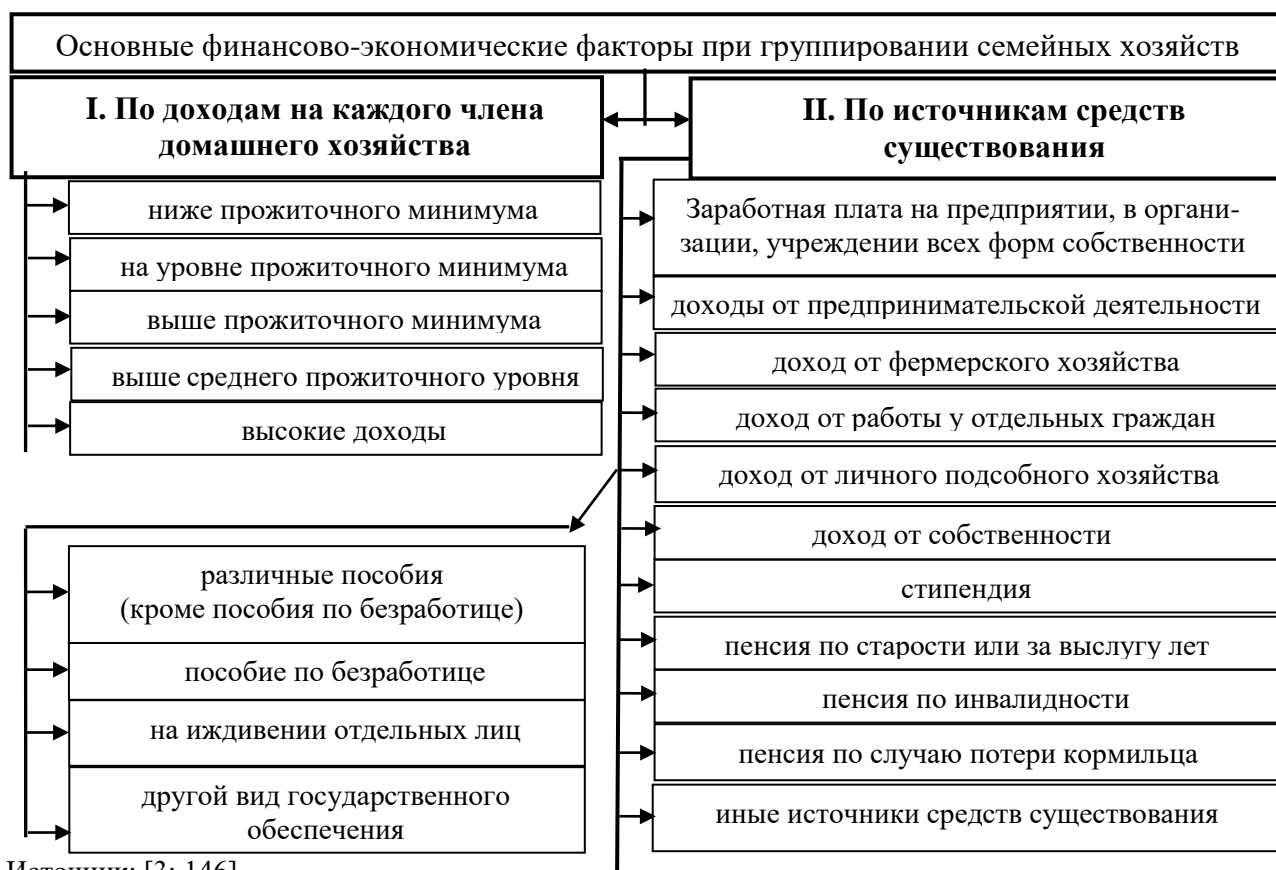 Основные финансово-экономические факторы при группировании семейных хозяйств
I. По доходам на каждого члена
домашнего хозяйства
ниже прожиточного минимума
на уровне прожиточного минимума
выше прожиточного минимума
выше среднего прожиточного уровня
высокие доходы
II. По источникам средств
существования
Заработная плата на предприятии, в органи-
зации, учреждении всех форм собственности
доходы от предпринимательской деятельности
доход от фермерского хозяйства
доход от работы у отдельных граждан
доход от личного подсобного хозяйства
доход от собственности
стипендия
пенсия по старости или за выслугу лет
пенсия по инвалидности
пенсия по случаю потери кормильца
иные источники средств существования
различные пособия
(кроме пособия по безработице)
пособие по безработице
на иждивении отдельных лиц
другой вид государственного
обеспечения
Источник: [3; 146]